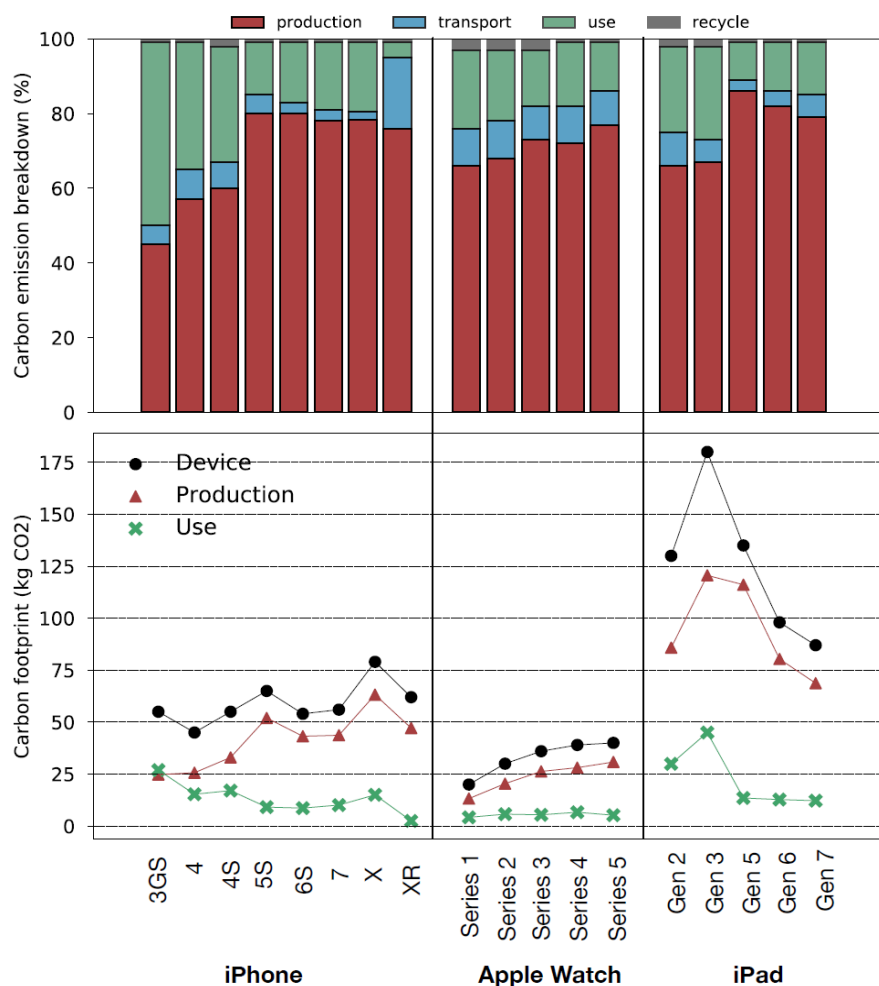 production transport use recycle
Carbon emission breakdown (%)
100
80
60
40
20
0
Carbon footprint (kg CO2)
175
150
125
100
75
50
25
0
Device
Production
Use
3GS 4 4S 5S 6S 7 X XR Series 1 Series 2 Series 3 Series 4 Series 5 Gen 2 Gen 3 Gen 5 Gen 6 Gen 7
iPhone Apple Watch iPad